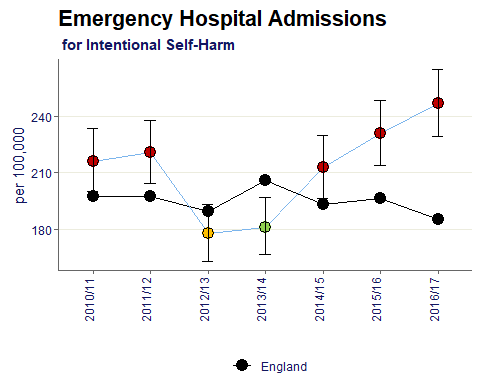 Emergency Hospital Admissions
for Intentional Self-Harm
per 100,000
240
210
180
2010/11
2011/12
2012/13
2013/14
2014/15
2015/16
2016/17
England